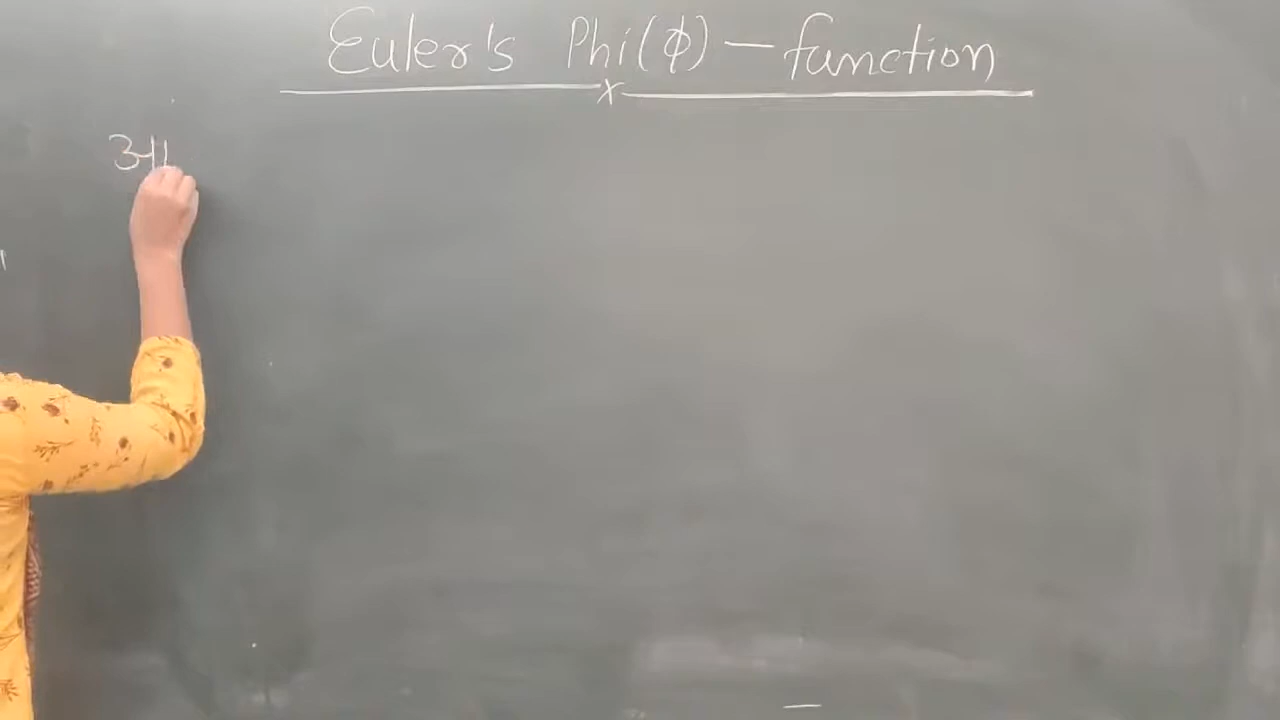 Euler's Phi(ϕ) — function
x